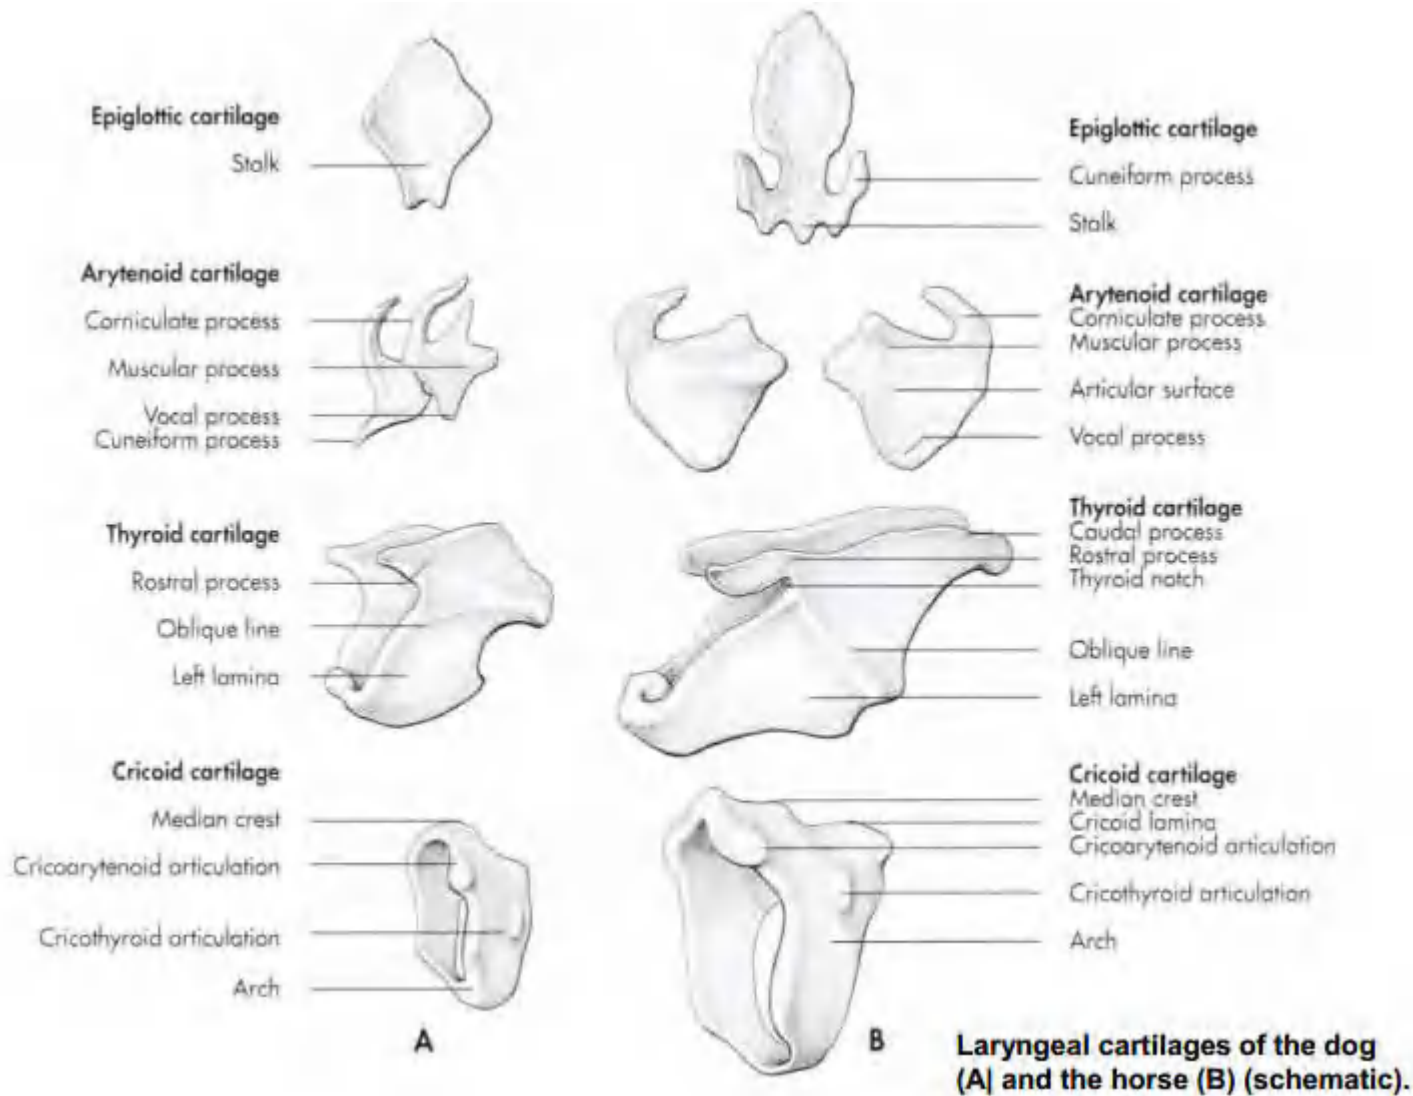 Epiglottic cartilage
Stalk
Arytenoid cartilage
Corniculate process
Muscular process
Vocal process
Cuneiform process
Thyroid cartilage
Rostral process
Oblique line
Left lamina
Cricoid cartilage
Median crest
Cricoarytenoid articulation
Cricothyroid articulation
Arch
A
Epiglottic cartilage
Cuneiform process
Stalk
Arytenoid cartilage
Corniculate process
Muscular process
Articular surface
Vocal process
Thyroid cartilage
Caudal process
Rostral process
Thyroid notch
Oblique line
Left lamina
Cricoid cartilage
Median crest
Cricoid lamina
Cricoarytenoid articulation
Cricothyroid articulation
Arch
B
Laryngeal cartilages of the dog
(A| and the horse (B) (schematic).